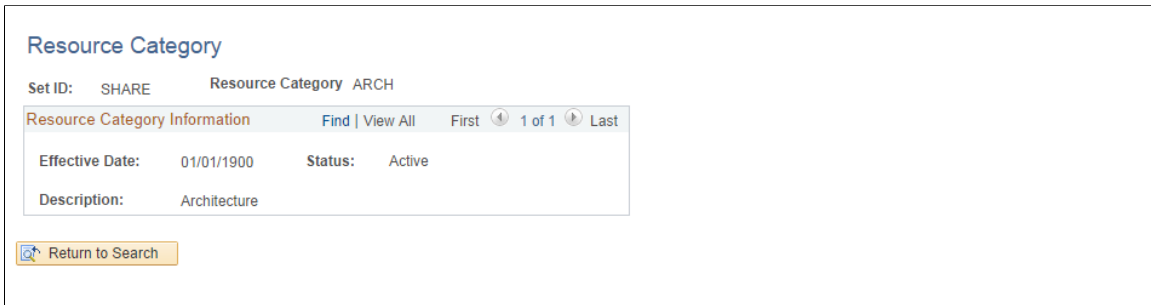 Resource Category
Set ID: SHARE Resource Category ARCH
Resource Category Information Find | View All First 1 of 1 Last
Effective Date: 01/01/1900 Status: Active
Description: Architecture
Return to Search